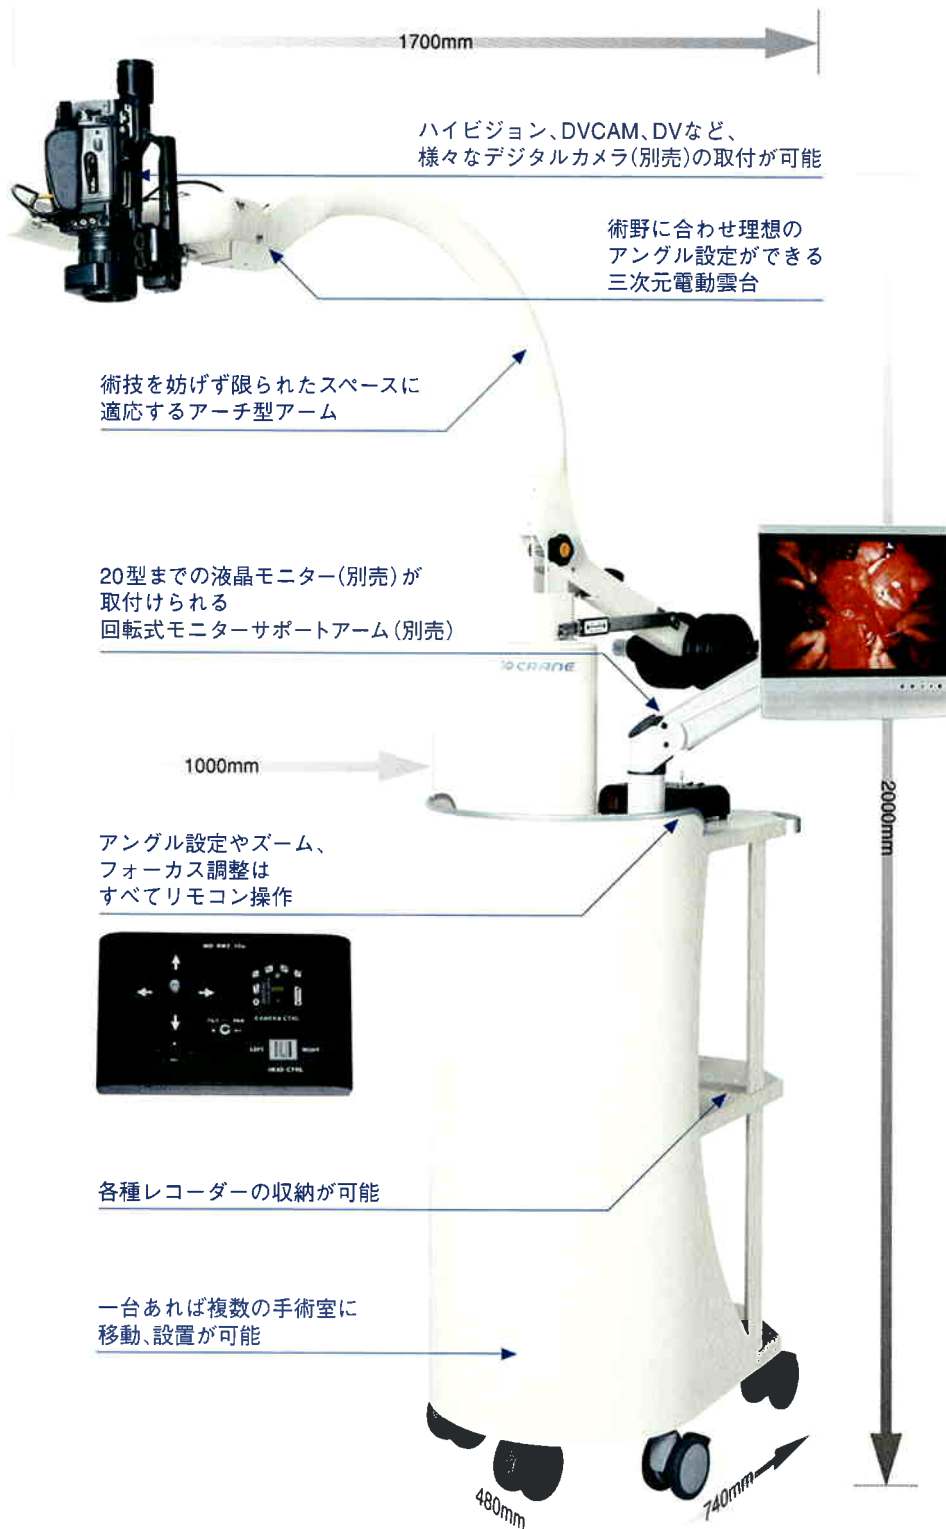 1700mm
ハイビジョン、DVCAM、DVなど、
様々なデジタルカメラ(別売)の取付が可能
術野に合わせ理想の
アングル設定ができる
三次元電動雲台
術技を妨げず限られたスペースに
適応するアーチ型アーム
20型までの液晶モニター(別売)が
取付けられる
回転式モニターサポートアーム(別売)
CRANE
1000mm
2000mm
アングル設定やズーム、
フォーカス調整は
すべてリモコン操作
CAMERA CTRL
LEFT
RIGHT
HEAD CTRL
各種レコーダーの収納が可能
一台あれば複数の手術室に
移動、設置が可能
480mm
740mm